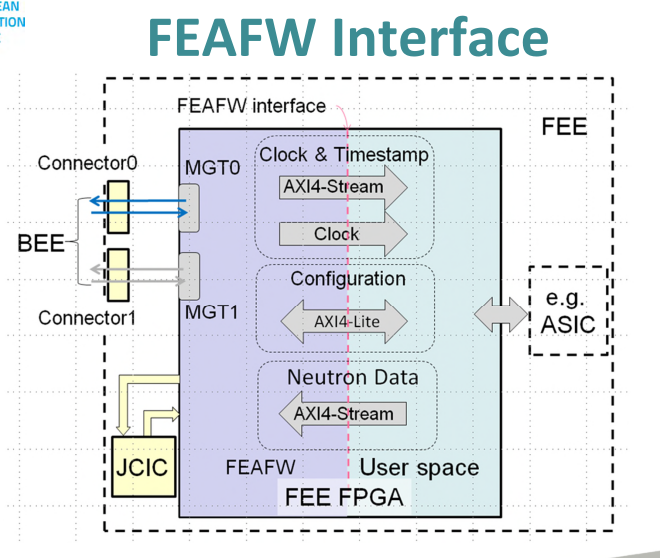 EAN
TION
FEAFW Interface
FEAFW interface
FEE
Connector0
MGT0
Clock & Timestamp
AXI4-Stream
Clock
BEE
Configuration
AXI4-Lite
MGT1
Connector1
e.g.
ASIC
Neutron Data
AXI4-Stream
JCIC
FEAFW
User space
FEE FPGA